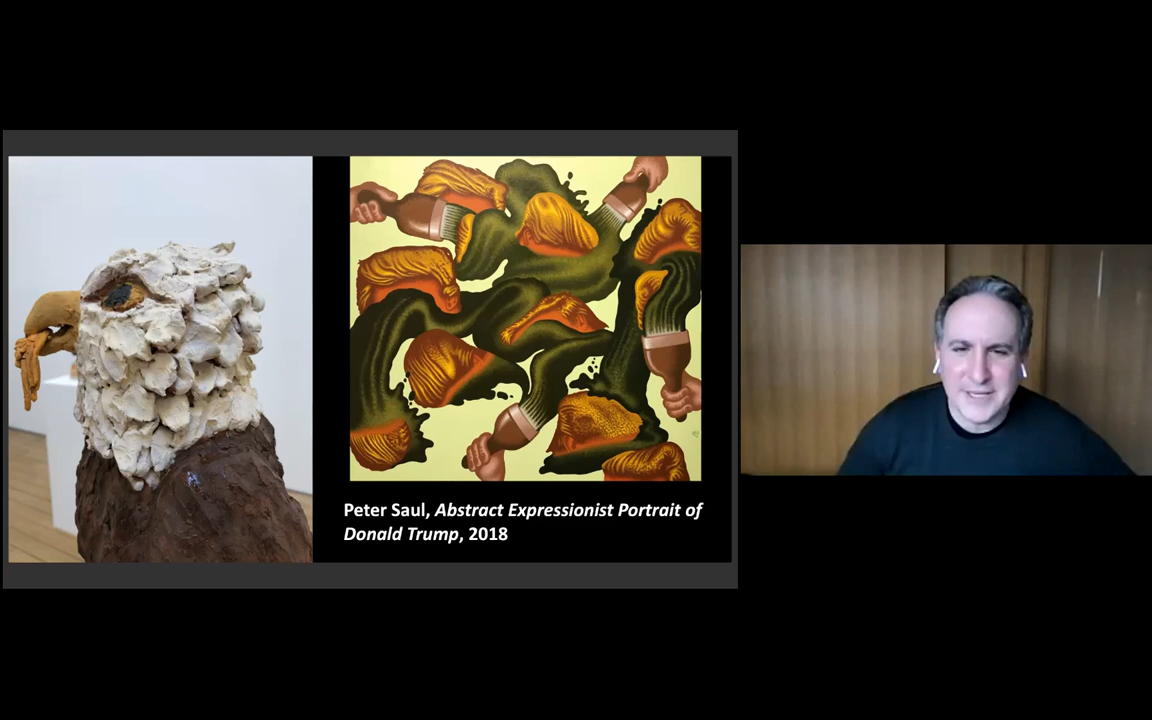 Peter Saul, Abstract Expressionist Portrait of
Donald Trump, 2018